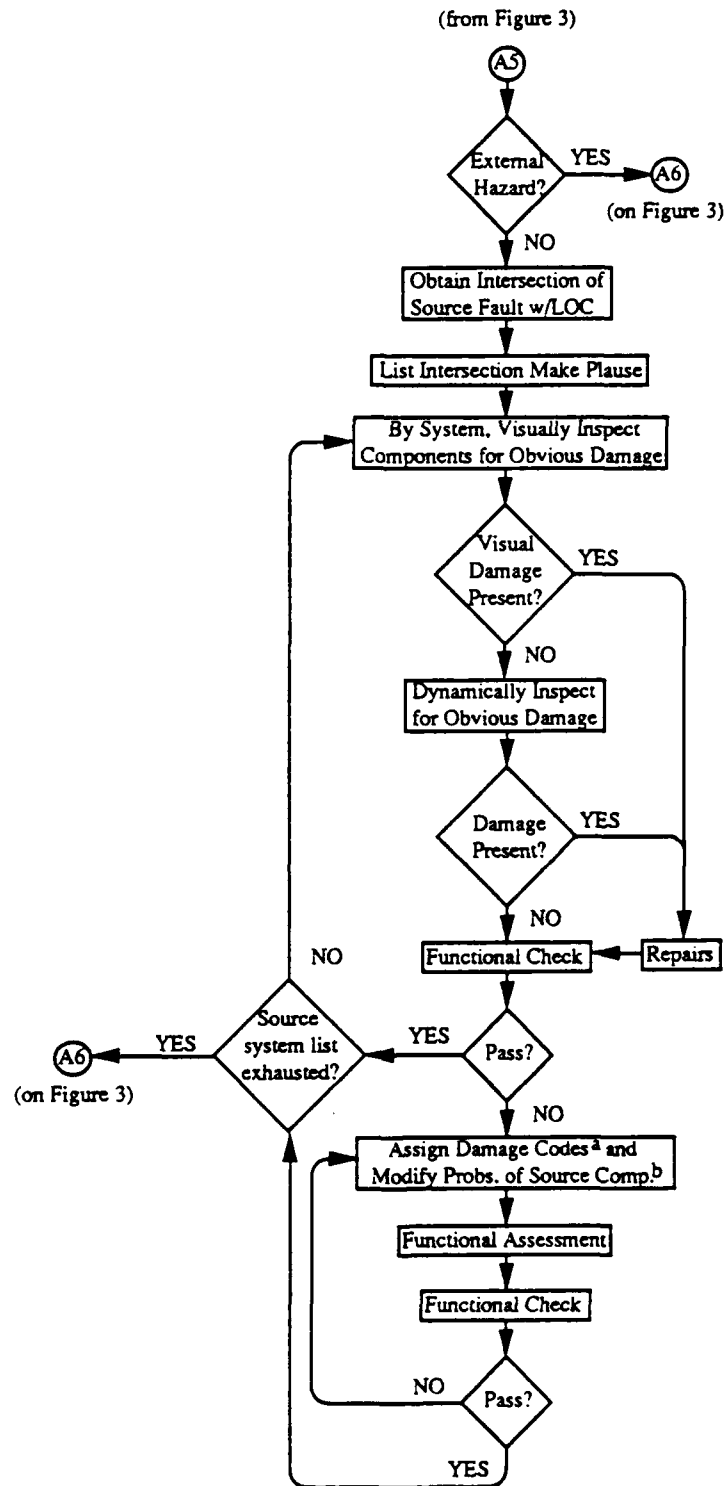 (from Figure 3)
A5
External
Hazard?
YES
A6
(on Figure 3)
NO
Obtain Intersection of
Source Fault w/LOC
List Intersection Make Plause
By System, Visually Inspect
Components for Obvious Damage
Visual
Damage
Present?
YES
NO
Dynamically Inspect
for Obvious Damage
Damage
Present?
YES
NO
Repairs
Functional Check
Pass?
YES
Source
system list
exhausted?
NO
YES
A6
(on Figure 3)
NO
Assign Damage Codes a and
Modify Probs. of Source Comp. b
Functional Assessment
Functional Check
Pass?
NO
YES